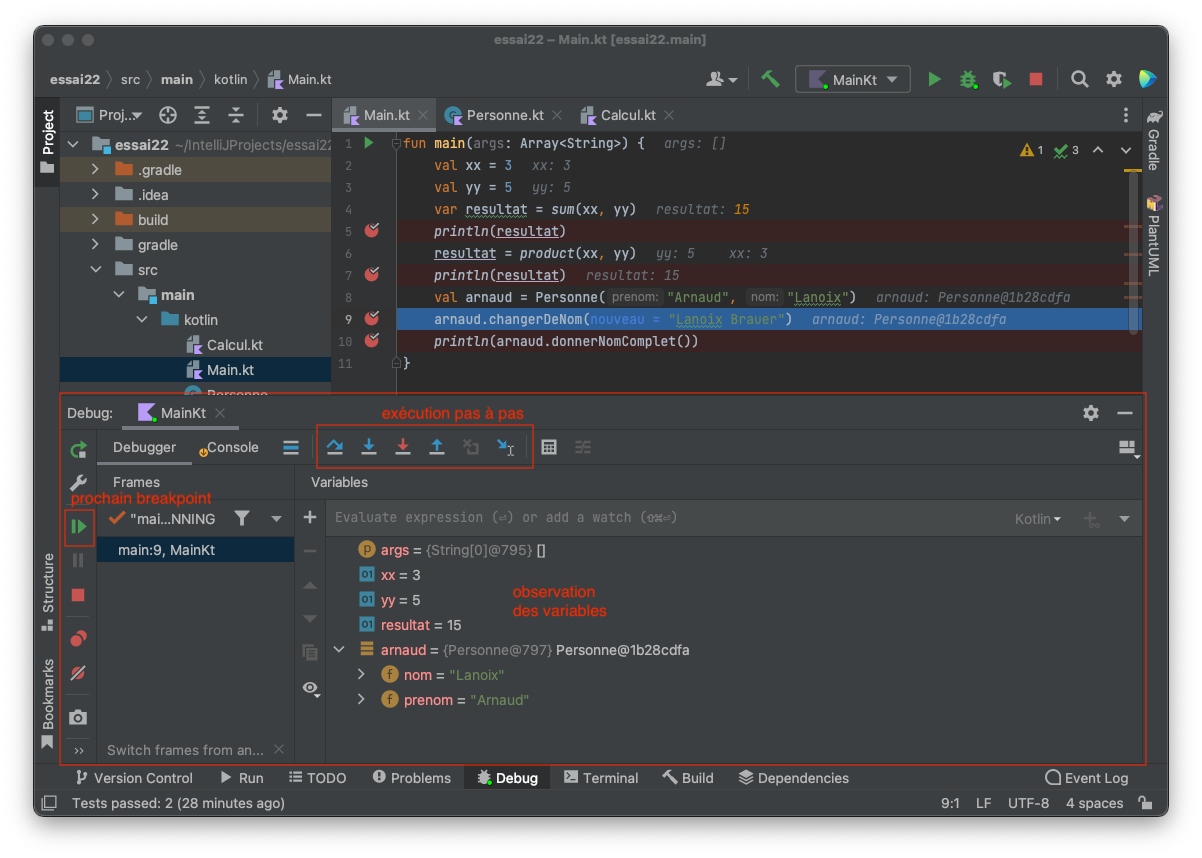 essai22 – Main.kt [essai22.main]
essai22 〉 src 〉 main 〉 kotlin 〉 Main.kt
MainKt
Project
Proj...
Main.kt
Personne.kt
Calcul.kt
essai22 ~/IntelliJProjects/essai22
.gradle
.idea
build
gradle
src
main
kotlin
Calcul.kt
Main.kt
Personne
1 fun main(args: Array<String>) { args: []
2 val xx = 3 xx: 3
3 val yy = 5 yy: 5
4 var resultat = sum(xx, yy) resultat: 15
5 println(resultat)
6 resultat = product(xx, yy) yy: 5 xx: 3
7 println(resultat) resultat: 15
8 val arnaud = Personne( prenom: "Arnaud", nom: "Lanoix") arnaud: Personne@1b28cdfa
9 arnaud.changerDeNom(nouveau = "Lanoix Brauer") arnaud: Personne@1b28cdfa
10 println(arnaud.donnerNomComplet())
11 }
1 3
Gradle
PlantUML
Debug: MainKt
exécution pas à pas
Debugger
Console
Frames
Variables
prochain breakpoint
"mai...NNING
main:9, MainKt
Evaluate expression (⏎) or add a watch (⇧⌘⏎)
Kotlin
p args = {String[0]@795} []
01 xx = 3
01 yy = 5
01 resultat = 15
arnaud = {Personne@797} Personne@1b28cdfa
f nom = "Lanoix"
f prenom = "Arnaud"
observation
des variables
Structure
Bookmarks
Switch frames from an...
Version Control
Run
TODO
Problems
Debug
Terminal
Build
Dependencies
Event Log
Tests passed: 2 (28 minutes ago)
9:1 LF UTF-8 4 spaces